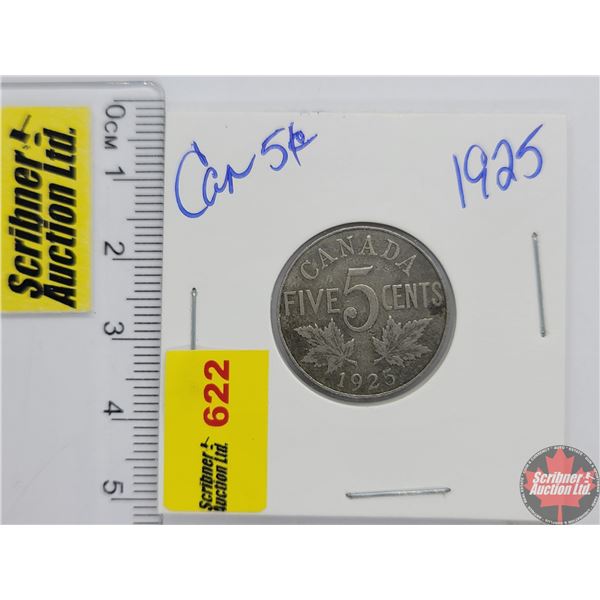 Scribner
Auction Ltd.
0CM 1 2 3 4 5
Can 5¢
1925
CANADA
FIVE 5 CENTS
1925
622
Scribner
Auction Ltd.
Scribner
Auction Ltd.